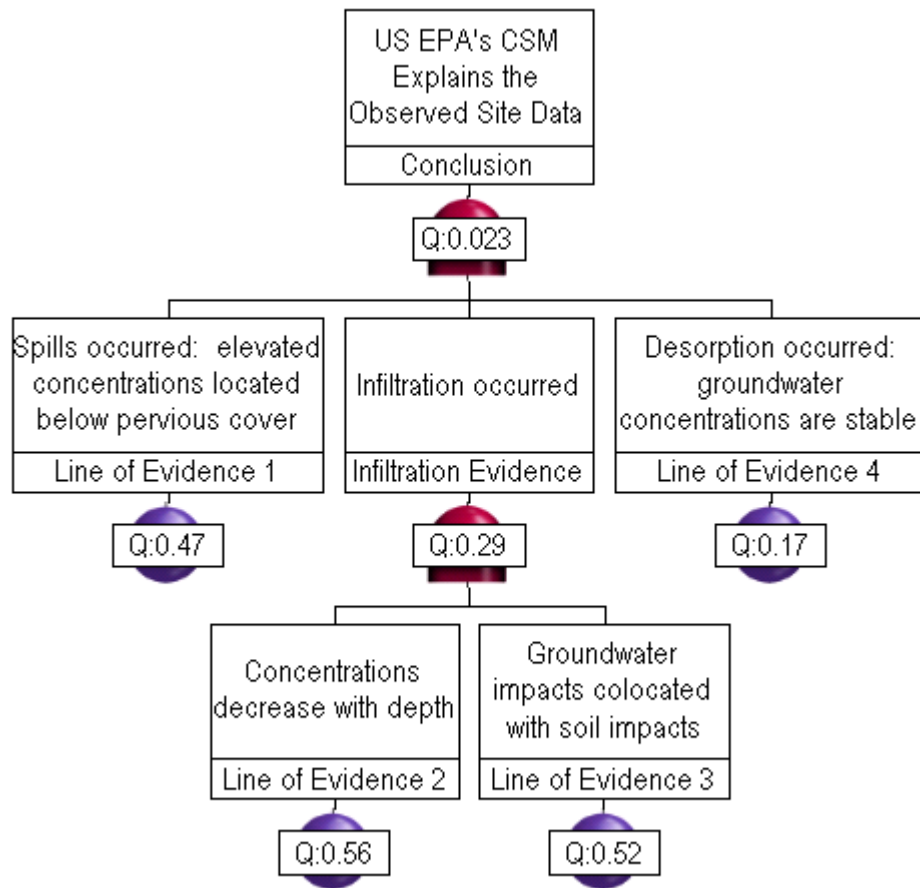 US EPA's CSM
Explains the
Observed Site Data
Conclusion
Q:0.023
Spills occurred:  elevated
concentrations located
below pervious cover
Line of Evidence 1
Q:0.47
Infiltration occurred
Infiltration Evidence
Q:0.29
Desorption occurred:
groundwater
concentrations are stable
Line of Evidence 4
Q:0.17
Concentrations
decrease with depth
Line of Evidence 2
Q:0.56
Groundwater
impacts colocated
with soil impacts
Line of Evidence 3
Q:0.52